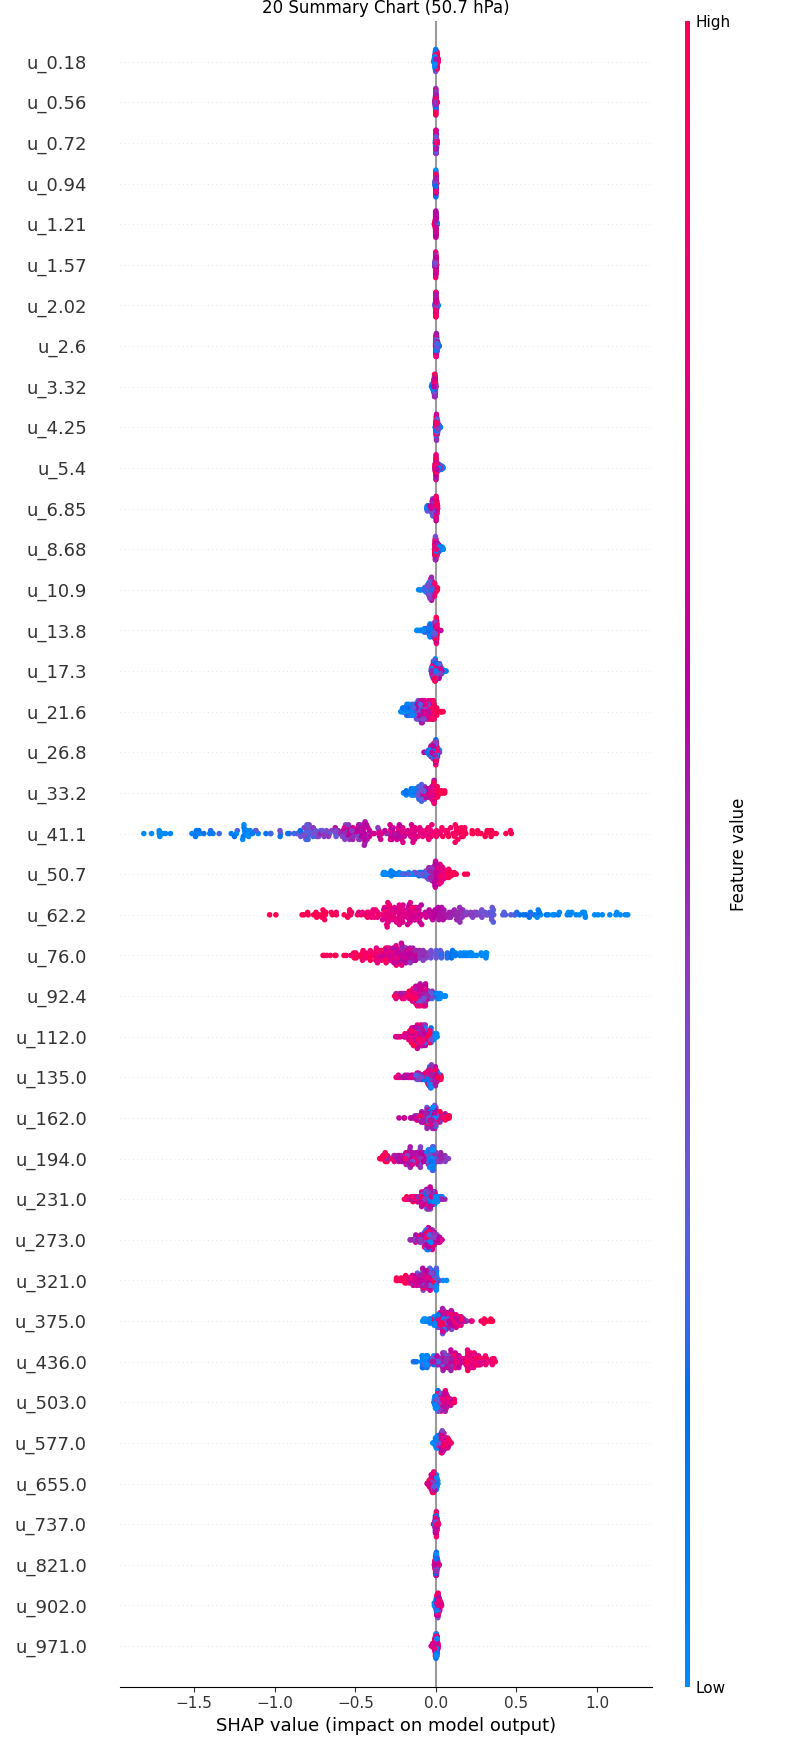 20 Summary Chart (50.7 hPa)
High
u_0.18
u_0.56
u_0.72
u_0.94
u_1.21
u_1.57
u_2.02
u_2.6
u_3.32
u_4.25
u_5.4
u_6.85
u_8.68
u_10.9
u_13.8
u_17.3
u_21.6
u_26.8
u_33.2
u_41.1
u_50.7
u_62.2
u_76.0
u_92.4
u_112.0
u_135.0
u_162.0
u_194.0
u_231.0
u_273.0
u_321.0
u_375.0
u_436.0
u_503.0
u_577.0
u_655.0
u_737.0
u_821.0
u_902.0
u_971.0
Feature value
Low
−1.5 −1.0 −0.5 0.0 0.5 1.0
SHAP value (impact on model output)